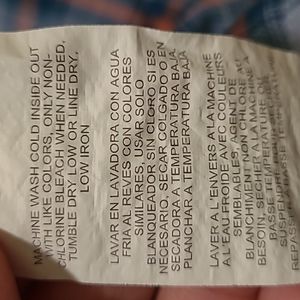 MACHINE WASH COLD INSIDE OUT
WITH LIKE COLORS, ONLY NON-
CHLORINE BLEACH WHEN NEEDED,
TUMBLE DRY LOW OR LINE DRY.
LOW IRON
LAVAR EN LAVADORA CON AGUA
FRIA AL REVES CON COLORES
SIMILARES. USAR SOLO
BLANQUEADOR SIN CLORO SI ES
NECESARIO. SECAR COLGADO O EN
SECADORA A TEMPERATURA BAJA.
PLANCHAR A TEMPERATURA BAJA
LAVER A L'ENVERS A LA MACHINE
A L'EAU FROIDE AVEC COULEURS
SEMBLABLES, AGENT DE
BLANCHIMENT NON CHLORE AU
BESOIN, SECHER A LA MACHINE A
BASSE TEMPERATURE OU